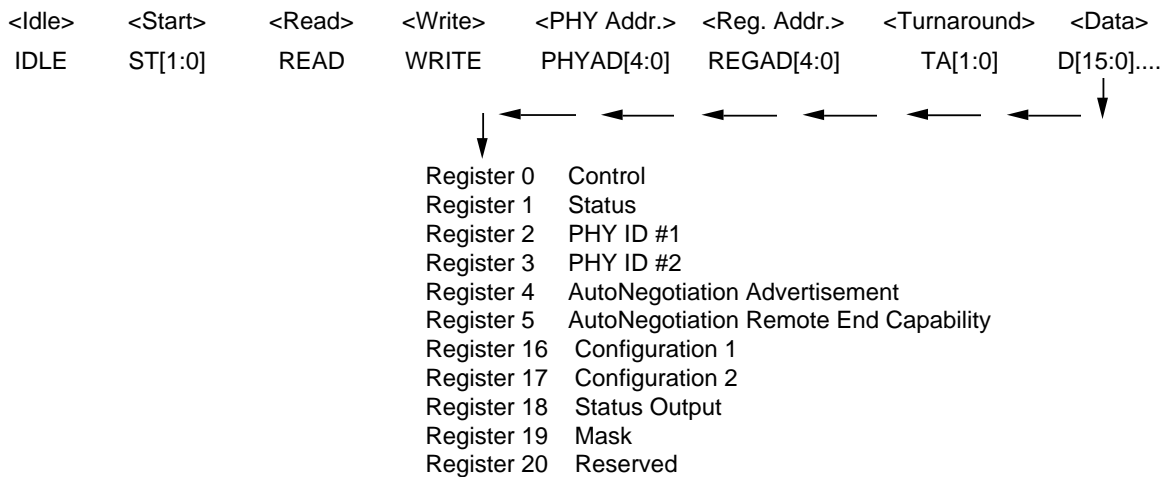 <Idle> <Start> <Read> <Write> <PHY Addr.> <Reg. Addr.> <Turnaround> <Data>
IDLE ST[1:0] READ WRITE PHYAD[4:0] REGAD[4:0] TA[1:0] D[15:0]....
Register 0 Control
Register 1 Status
Register 2 PHY ID #1
Register 3 PHY ID #2
Register 4 AutoNegotiation Advertisement
Register 5 AutoNegotiation Remote End Capability
Register 16 Configuration 1
Register 17 Configuration 2
Register 18 Status Output
Register 19 Mask
Register 20 Reserved